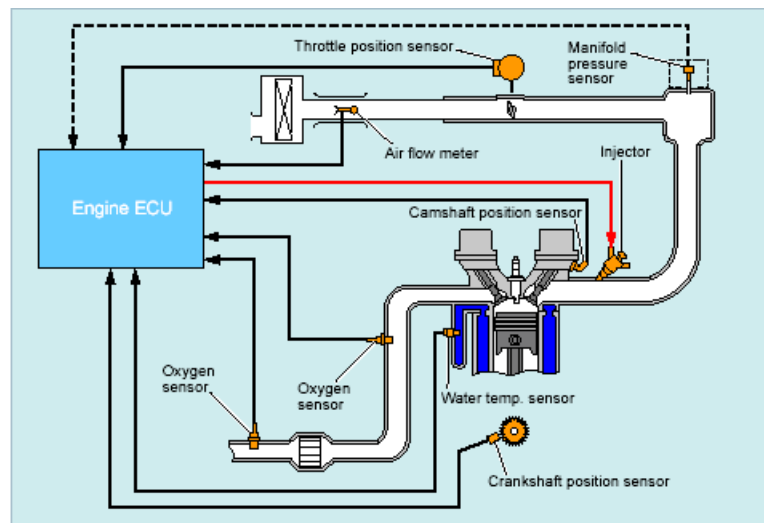 Throttle position sensor
Manifold
pressure
sensor
Air flow meter
Injector
Engine ECU
Camshaft position sensor
Oxygen
sensor
Oxygen
sensor
Water temp. sensor
Crankshaft position sensor